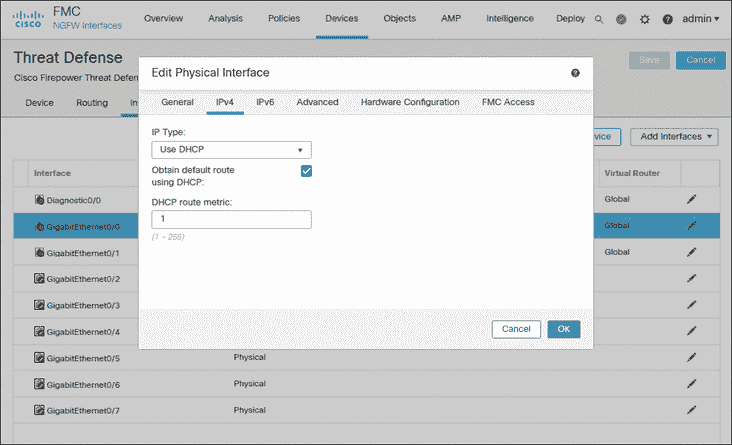 CISCO
FMC
NGFW Interfaces
Overview
Analysis
Policies
Devices
Objects
AMP
Intelligence
Deploy
admin
Threat Defense
Save
Cancel
Cisco Firepower Threat Defen
Edit Physical Interface
Device
Routing
In
General
IPv4
IPv6
Advanced
Hardware Configuration
FMC Access
IP Type:
Use DHCP
Obtain default route
using DHCP:
DHCP route metric:
1
(1 - 255)
Cancel
OK
vice
Add Interfaces
Interface
Virtual Router
Diagnostic0/0
Global
GigabitEthernet0/0
Global
GigabitEthernet0/1
Global
GigabitEthernet0/2
GigabitEthernet0/3
GigabitEthernet0/4
GigabitEthernet0/5
Physical
GigabitEthernet0/6
Physical
GigabitEthernet0/7
Physical